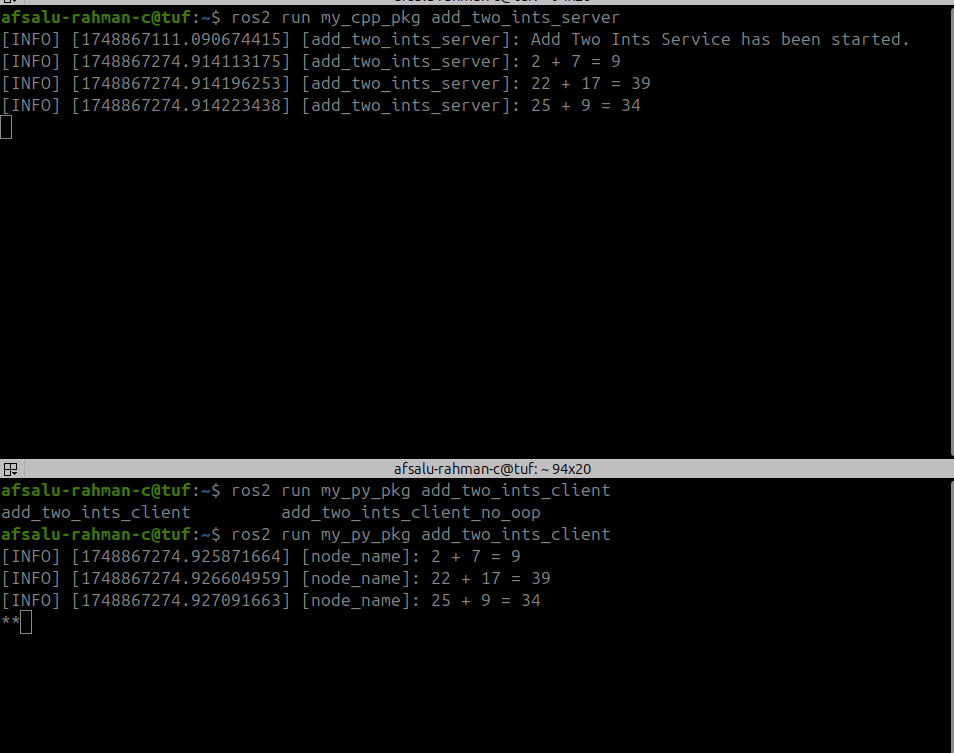 afsalu-rahman-c@tuf:~$ ros2 run my_cpp_pkg add_two_ints_server
[INFO] [1748867111.090674415] [add_two_ints_server]: Add Two Ints Service has been started.
[INFO] [1748867274.914113175] [add_two_ints_server]: 2 + 7 = 9
[INFO] [1748867274.914196253] [add_two_ints_server]: 22 + 17 = 39
[INFO] [1748867274.914223438] [add_two_ints_server]: 25 + 9 = 34
afsalu-rahman-c@tuf: ~ 94x20
afsalu-rahman-c@tuf:~$ ros2 run my_py_pkg add_two_ints_client
add_two_ints_client         add_two_ints_client_no_oop
afsalu-rahman-c@tuf:~$ ros2 run my_py_pkg add_two_ints_client
[INFO] [1748867274.925871664] [node_name]: 2 + 7 = 9
[INFO] [1748867274.926604959] [node_name]: 22 + 17 = 39
[INFO] [1748867274.927091663] [node_name]: 25 + 9 = 34
**